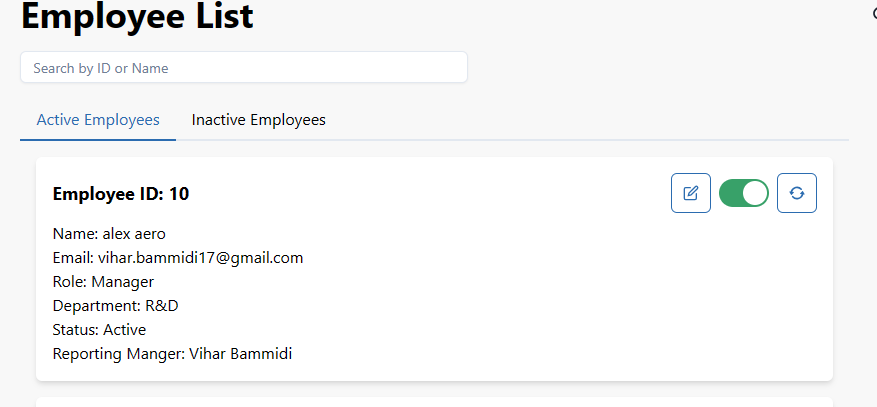 Employee List
Search by ID or Name
Active Employees
Inactive Employees
Employee ID: 10
Name: alex aero
Email: vihar.bammidi17@gmail.com
Role: Manager
Department: R&D
Status: Active
Reporting Manger: Vihar Bammidi